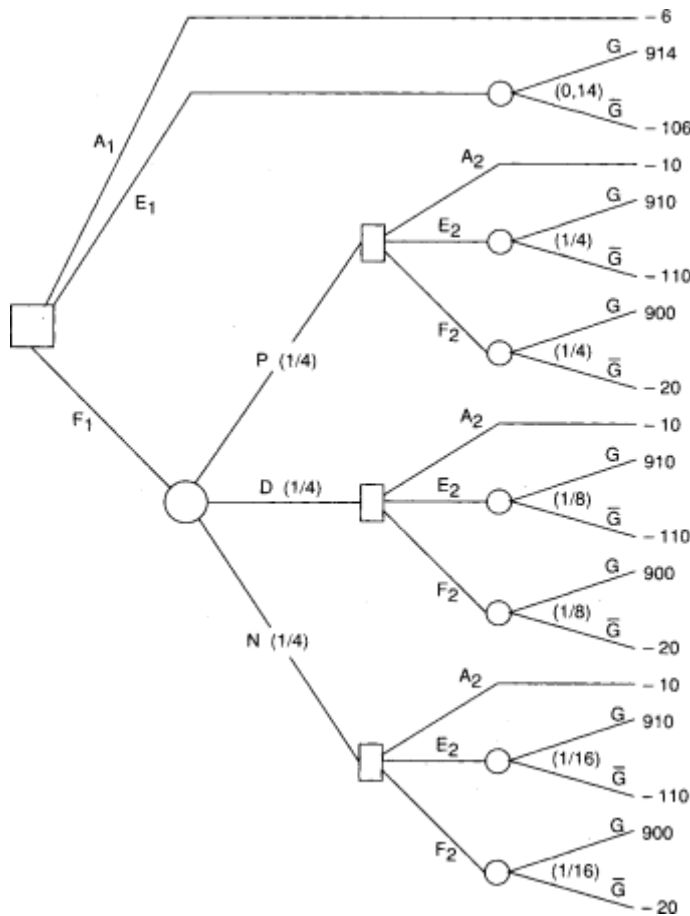 - 6
G 914
A₁ (0,14)
G̅
- 106
E₁ A₂ - 10
G 910
E₂ (1/4)
G̅
- 110
G 900
P (1/4) F₂ (1/4)
G̅
- 20
F₁ A₂ - 10
G 910
D (1/4) E₂ (1/8)
G̅
- 110
G 900
F₂ (1/8)
G̅
- 20
N (1/4)
A₂ - 10
G 910
E₂ (1/16)
G̅
- 110
G 900
F₂ (1/16)
G̅
- 20